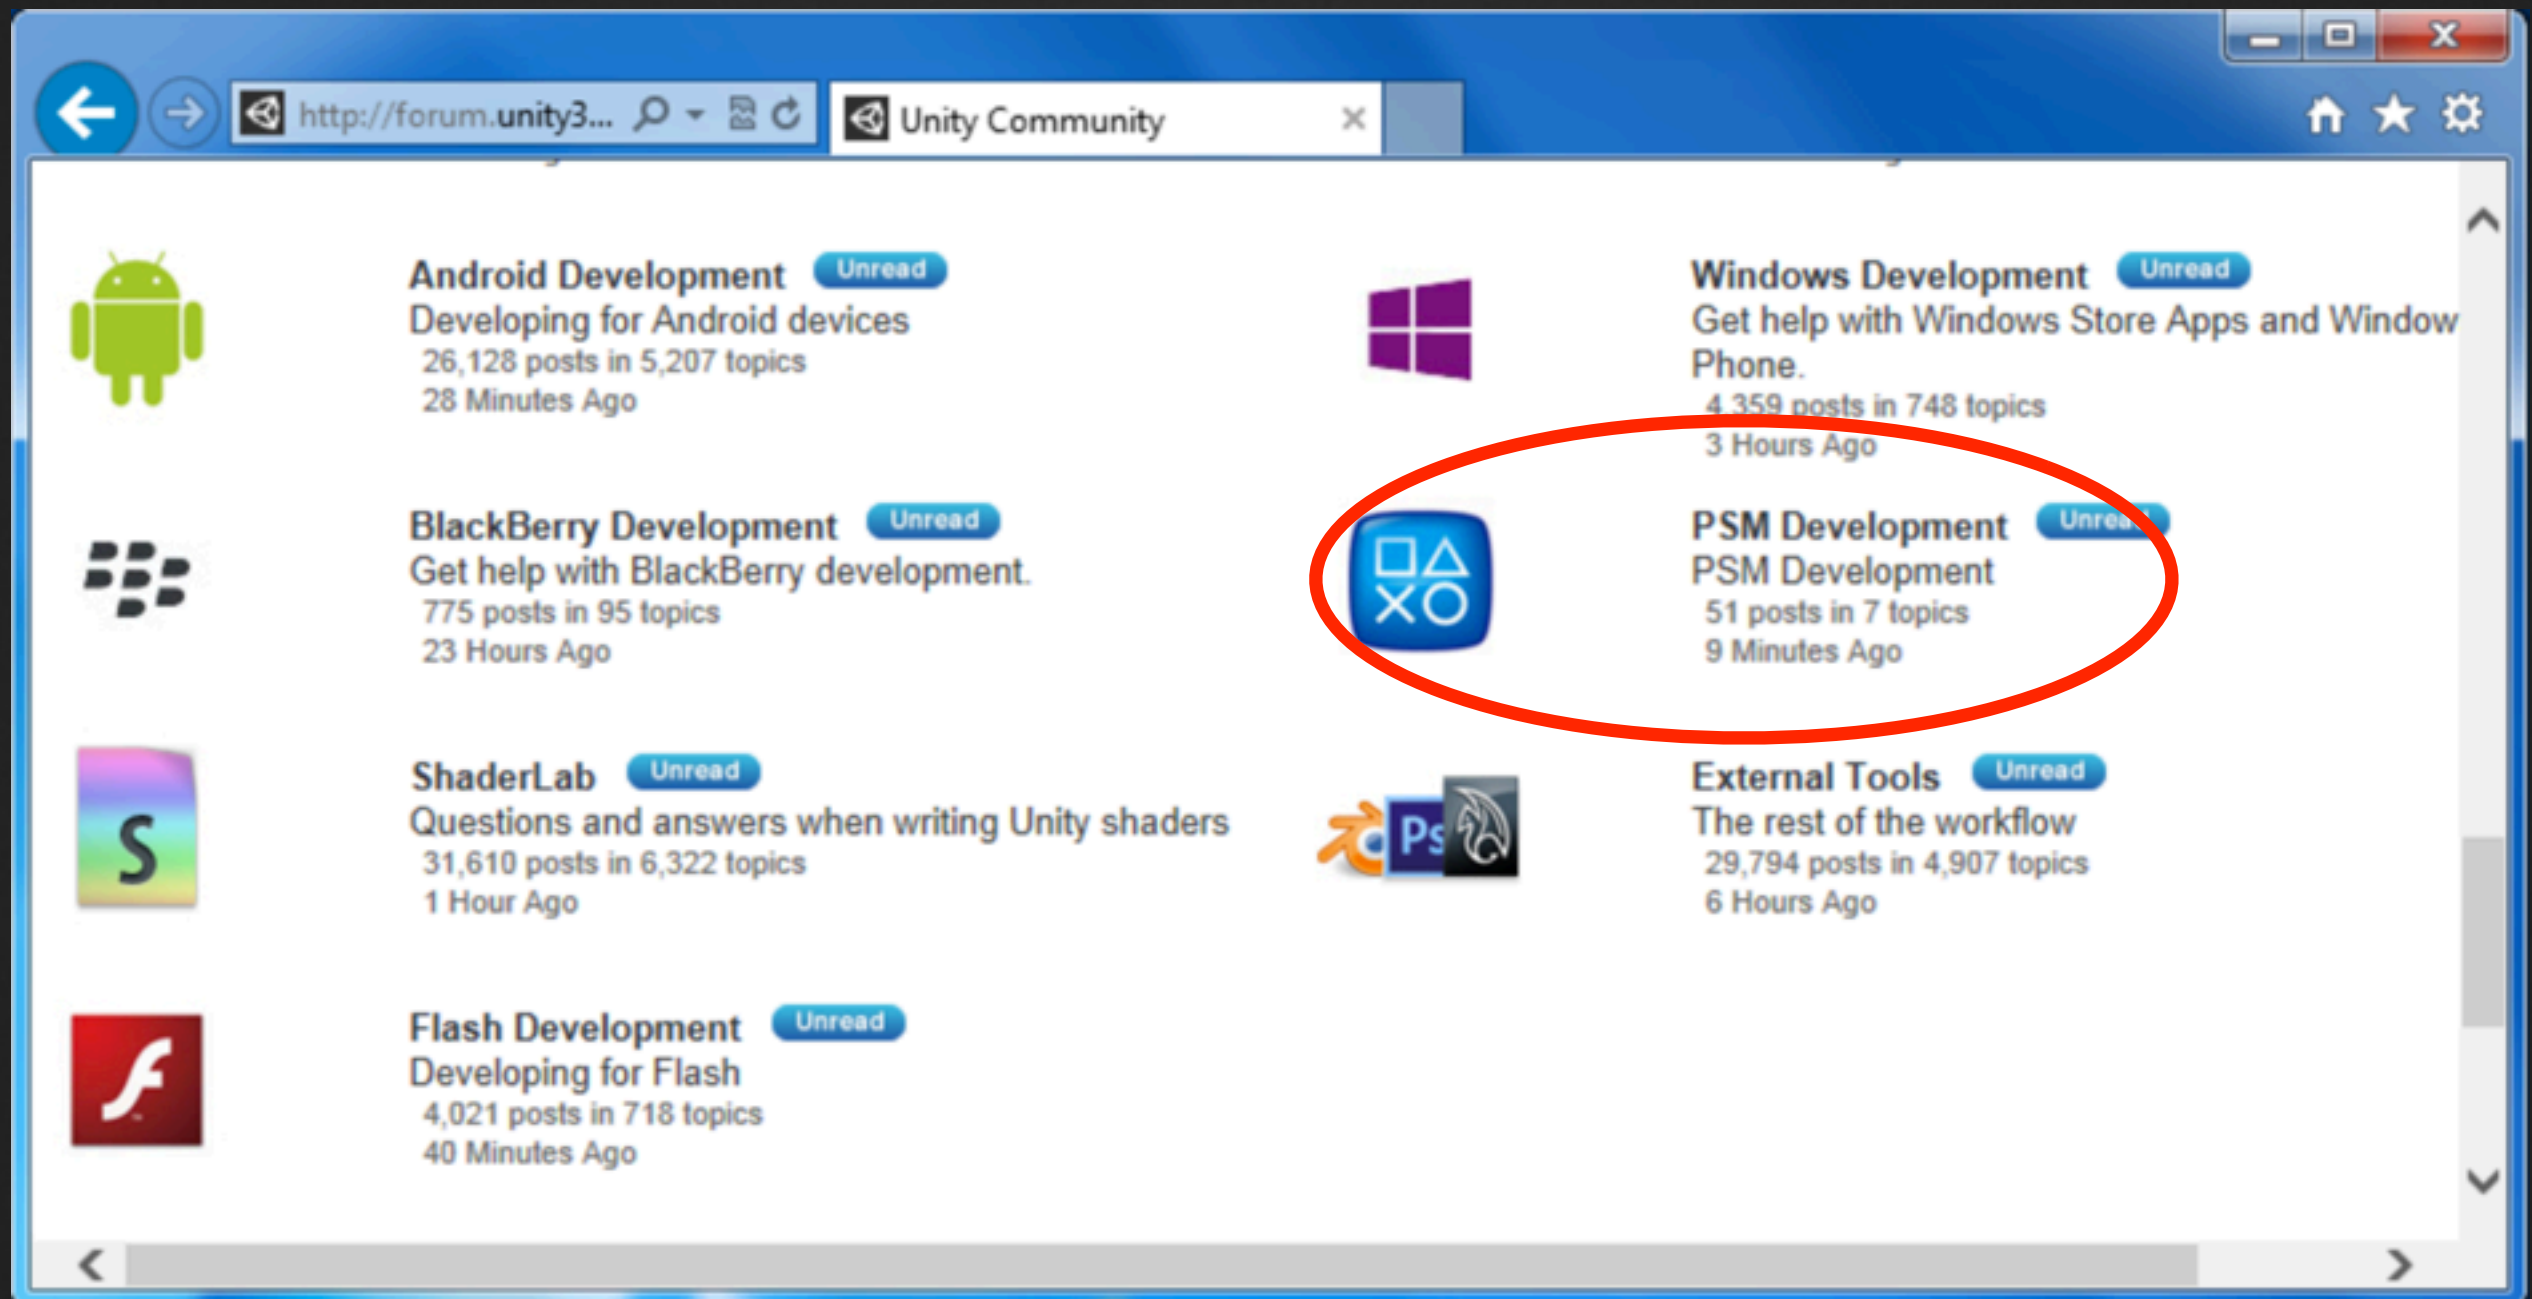 http://forum.unity3...
Unity Community
Android Development Unread
Developing for Android devices
26,128 posts in 5,207 topics
28 Minutes Ago
Windows Development Unread
Get help with Windows Store Apps and Window
Phone.
4,359 posts in 748 topics
3 Hours Ago
BlackBerry Development Unread
Get help with BlackBerry development.
775 posts in 95 topics
23 Hours Ago
PSM Development Unread
PSM Development
51 posts in 7 topics
9 Minutes Ago
S
ShaderLab Unread
Questions and answers when writing Unity shaders
31,610 posts in 6,322 topics
1 Hour Ago
Ps
External Tools Unread
The rest of the workflow
29,794 posts in 4,907 topics
6 Hours Ago
Flash Development Unread
Developing for Flash
4,021 posts in 718 topics
40 Minutes Ago